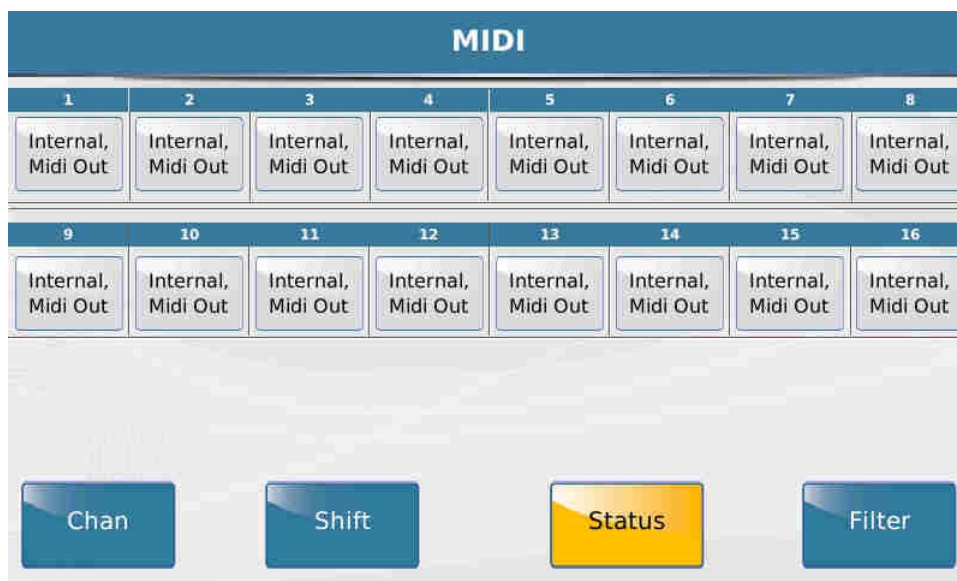 MIDI
1 2 3 4 5 6 7 8
Internal, Internal, Internal, Internal, Internal, Internal, Internal, Internal,
Midi Out Midi Out Midi Out Midi Out Midi Out Midi Out Midi Out Midi Out
9 10 11 12 13 14 15 16
Internal, Internal, Internal, Internal, Internal, Internal, Internal, Internal,
Midi Out Midi Out Midi Out Midi Out Midi Out Midi Out Midi Out Midi Out
Chan Shift Status Filter